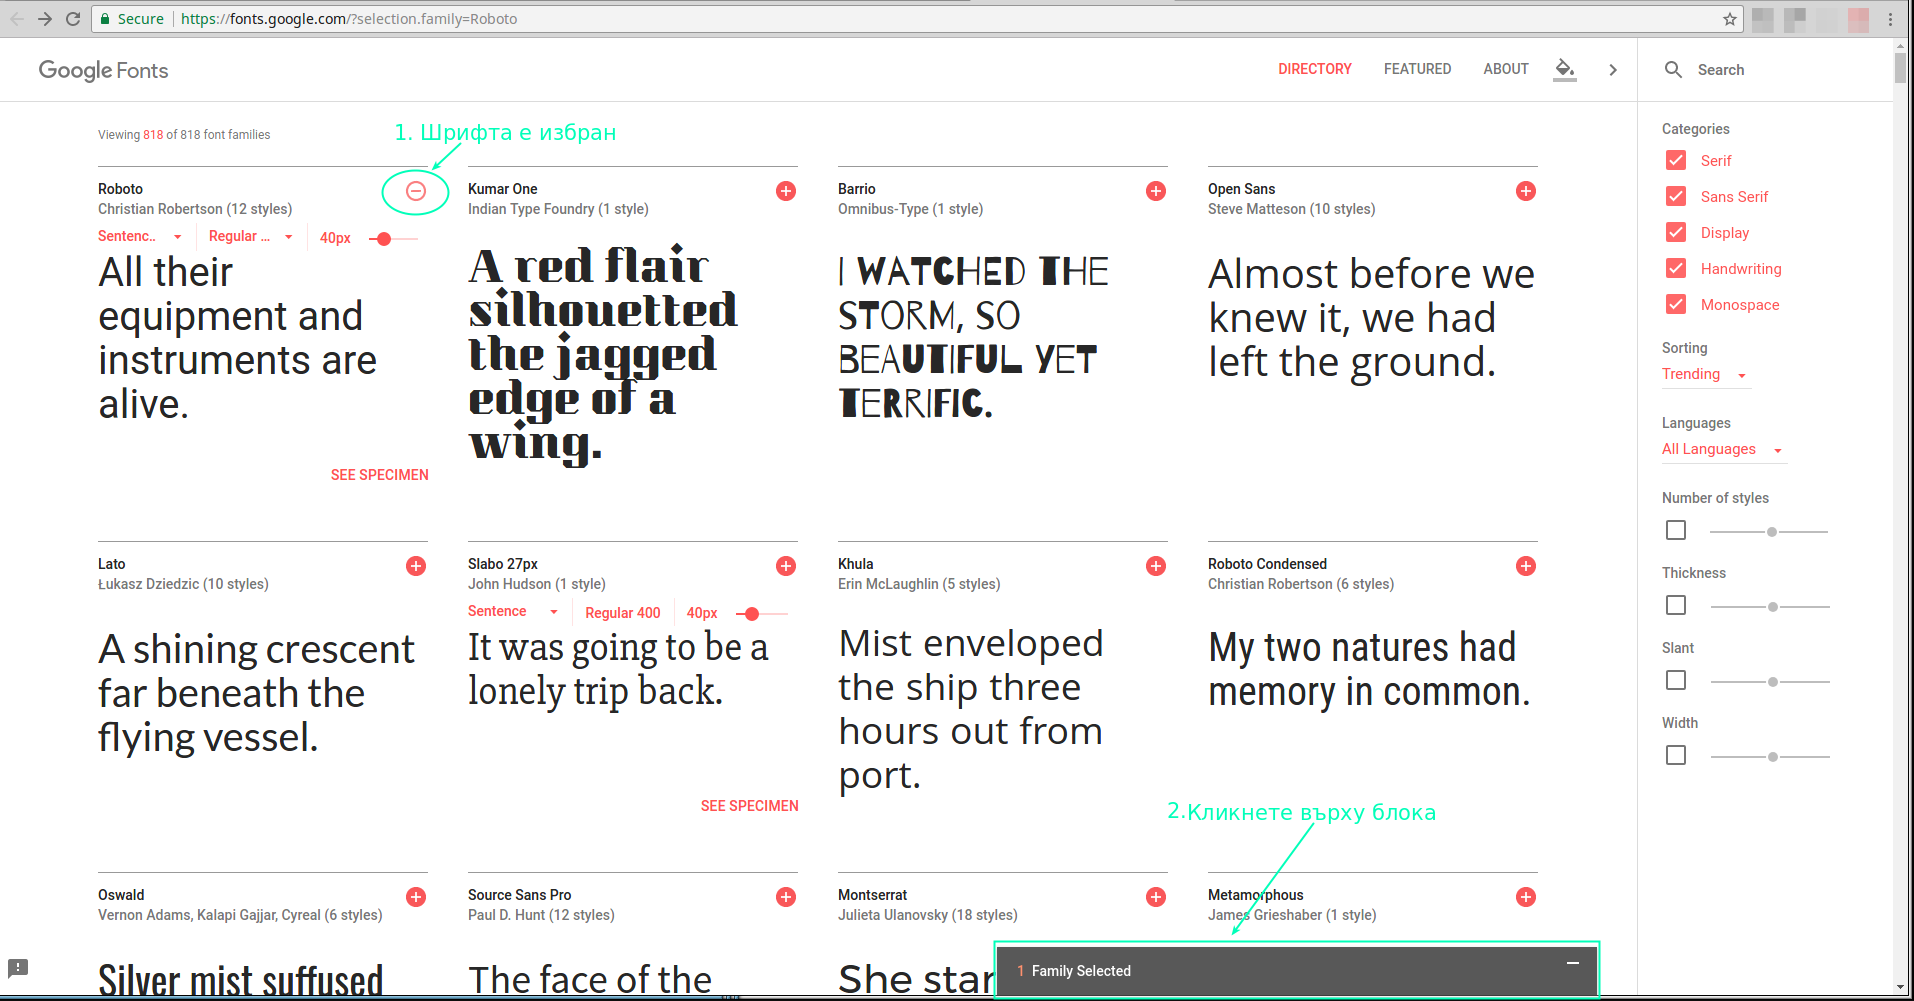 Secure https://fonts.google.com/?selection.family=Roboto
Google Fonts
DIRECTORY FEATURED ABOUT
Search
Viewing 818 of 818 font families
1. Шрифта е избран
Roboto
Christian Robertson (12 styles)
Sentenc.. Regular ... 40px
All their
equipment and
instruments are
alive.
SEE SPECIMEN
Kumar One
Indian Type Foundry (1 style)
A red flair
silhouetted
the jagged
edge of a
wing.
Barrio
Omnibus-Type (1 style)
I WATCHED THE
STORM, SO
BEAUTIFUL YET
TERRIFIC.
Open Sans
Steve Matteson (10 styles)
Almost before we
knew it, we had
left the ground.
Lato
Łukasz Dziedzic (10 styles)
A shining crescent
far beneath the
flying vessel.
Slabo 27px
John Hudson (1 style)
Sentence Regular 400 40px
It was going to be a
lonely trip back.
SEE SPECIMEN
Khula
Erin McLaughlin (5 styles)
Mist enveloped
the ship three
hours out from
port.
Roboto Condensed
Christian Robertson (6 styles)
My two natures had
memory in common.
2.Кликнете върху блока
Oswald
Vernon Adams, Kalapi Gajjar, Cyreal (6 styles)
Silver mist suffused
Source Sans Pro
Paul D. Hunt (12 styles)
The face of the
Montserrat
Julieta Ulanovsky (18 styles)
She star
Metamorphous
James Grieshaber (1 style)
1 Family Selected
Categories
Serif
Sans Serif
Display
Handwriting
Monospace
Sorting
Trending
Languages
All Languages
Number of styles
Thickness
Slant
Width